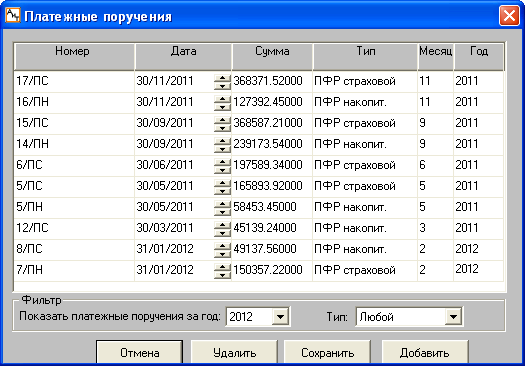 Платежные поручения
Номер Дата Сумма Тип Месяц Год
17/ПС 30/11/2011 368371.52000 ПФР страховой 11 2011
16/ПН 30/11/2011 127392.45000 ПФР накопит. 11 2011
15/ПС 30/09/2011 368587.21000 ПФР страховой 9 2011
14/ПН 30/09/2011 239173.54000 ПФР накопит. 9 2011
6/ПС 30/06/2011 197589.34000 ПФР страховой 6 2011
5/ПС 30/05/2011 165893.92000 ПФР страховой 5 2011
5/ПН 30/05/2011 58453.45000 ПФР накопит. 5 2011
12/ПС 30/03/2011 45139.24000 ПФР накопит. 3 2011
8/ПС 31/01/2012 49137.56000 ПФР накопит. 2 2012
7/ПН 31/01/2012 150357.22000 ПФР страховой 2 2012
Фильтр
Показать платежные поручения за год: 2012 Тип: Любой
Отмена Удалить Сохранить Добавить